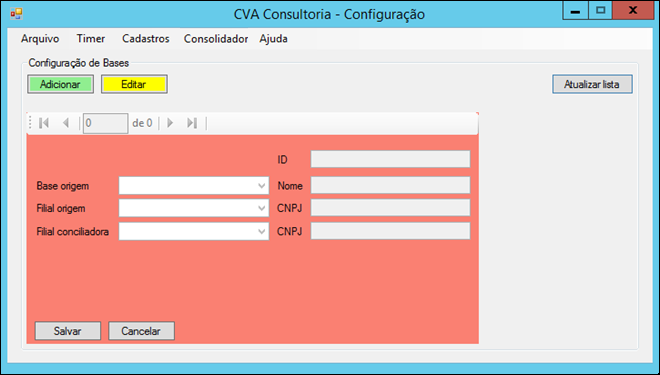 CVA Consultoria - Configuração
Arquivo Timer Cadastros Consolidador Ajuda
Configuração de Bases
Adicionar Editar Atualizar lista
0 de 0
ID
Base origem Nome
Filial origem CNPJ
Filial conciliadora CNPJ
Salvar Cancelar